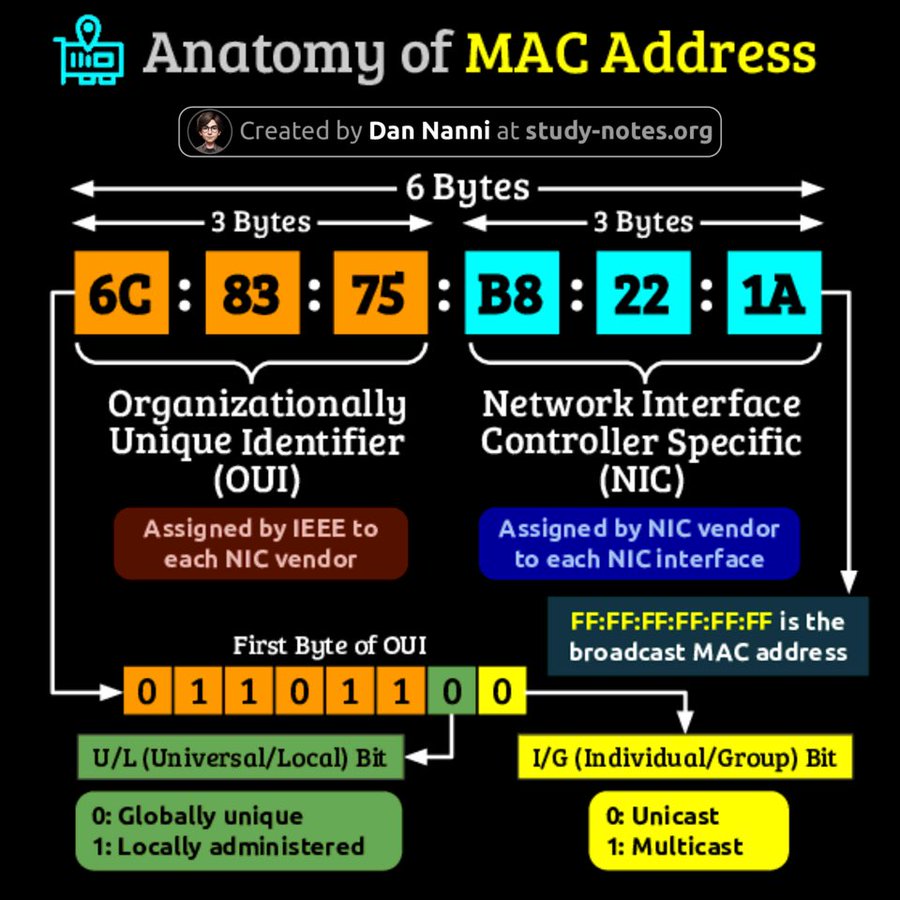 Anatomy of MAC Address
Created by Dan Nanni at study-notes.org
6 Bytes
3 Bytes 3 Bytes
6C : 83 : 75 : B8 : 22 : 1A
Organizationally
Unique Identifier
(OUI)
Network Interface
Controller Specific
(NIC)
Assigned by IEEE to
each NIC vendor
Assigned by NIC vendor
to each NIC interface
FF:FF:FF:FF:FF:FF is the
broadcast MAC address
First Byte of OUI
0 1 1 0 1 1 0 0
U/L (Universal/Local) Bit
I/G (Individual/Group) Bit
0: Globally unique
1: Locally administered
0: Unicast
1: Multicast